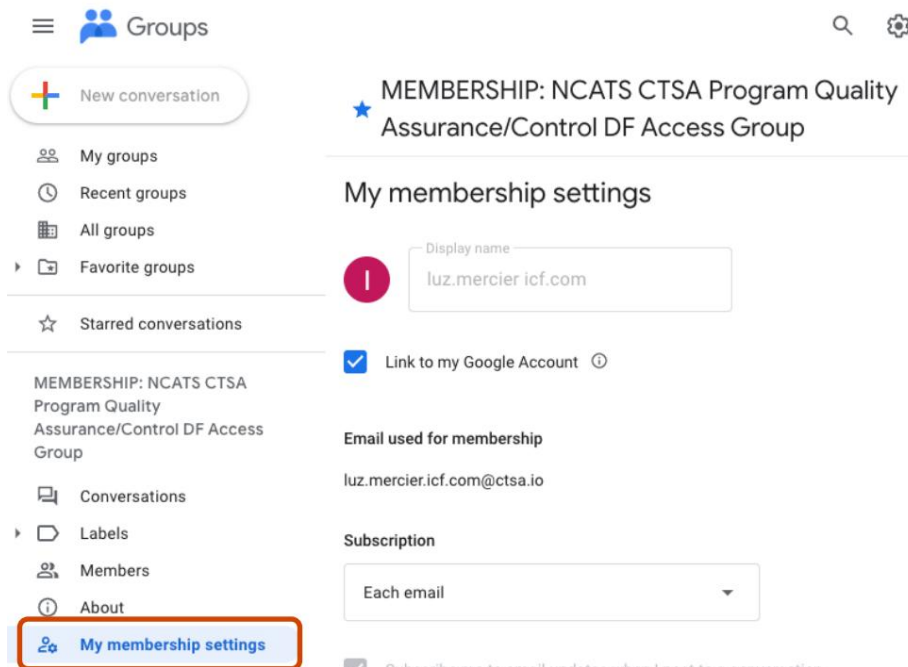 Groups
New conversation
My groups
Recent groups
All groups
Favorite groups
Starred conversations
MEMBERSHIP: NCATS CTSA
Program Quality
Assurance/Control DF Access
Group
Conversations
Labels
Members
About
My membership settings
MEMBERSHIP: NCATS CTSA Program Quality
Assurance/Control DF Access Group
My membership settings
Display name
I
luz.mercier icf.com
Link to my Google Account
Email used for membership
luz.mercier.icf.com@ctsa.io
Subscription
Each email